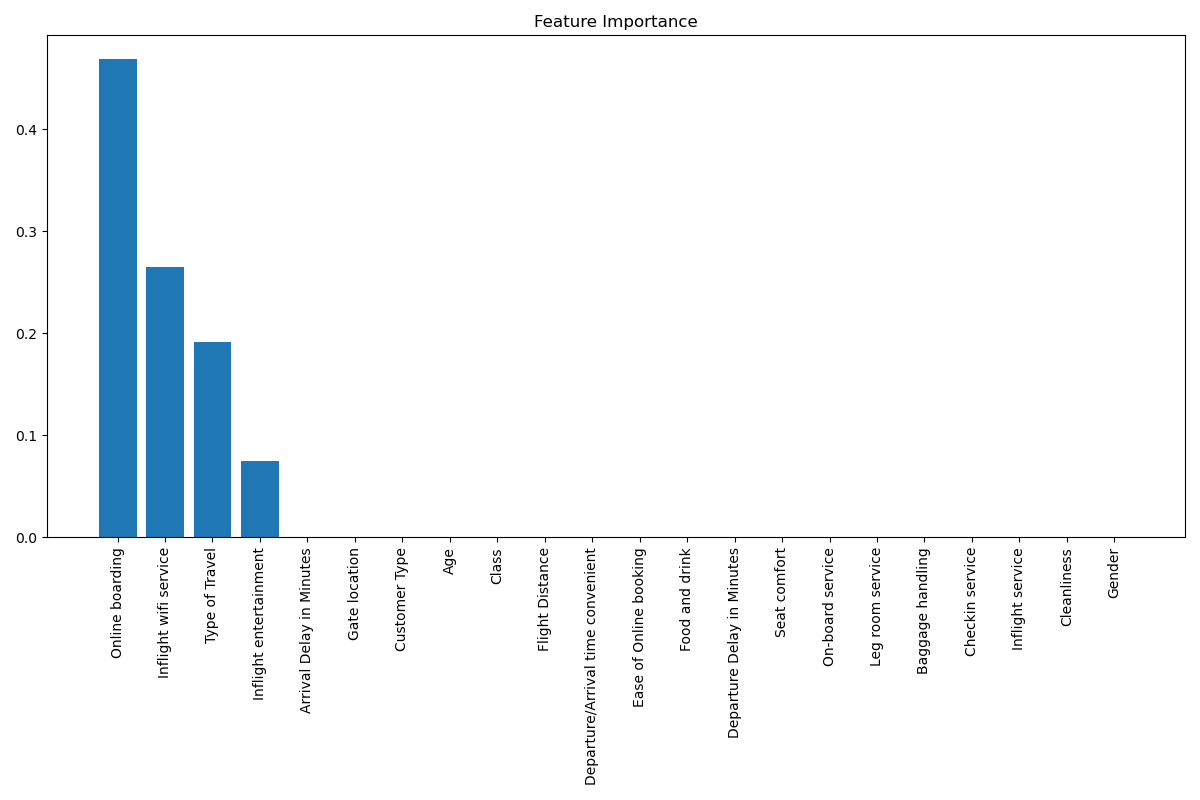 Feature Importance
0.4
0.3
0.2
0.1
0.0
Online boarding
Inflight wifi service
Type of Travel
Inflight entertainment
Arrival Delay in Minutes
Gate location
Customer Type
Age
Class
Flight Distance
Departure/Arrival time convenient
Ease of Online booking
Food and drink
Departure Delay in Minutes
Seat comfort
On-board service
Leg room service
Baggage handling
Checkin service
Inflight service
Cleanliness
Gender